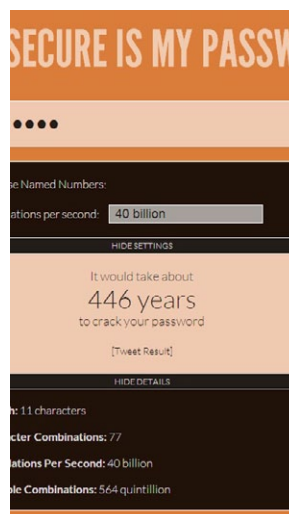 SECURE IS MY PASSW
se Named Numbers:
ations per second: 40 billion
HIDE SETTINGS
It would take about
446 years
to crack your password
[Tweet Result]
HIDE DETAILS
h: 11 characters
cter Combinations: 77
lations Per Second: 40 billion
ble Combinations: 564 quintillion